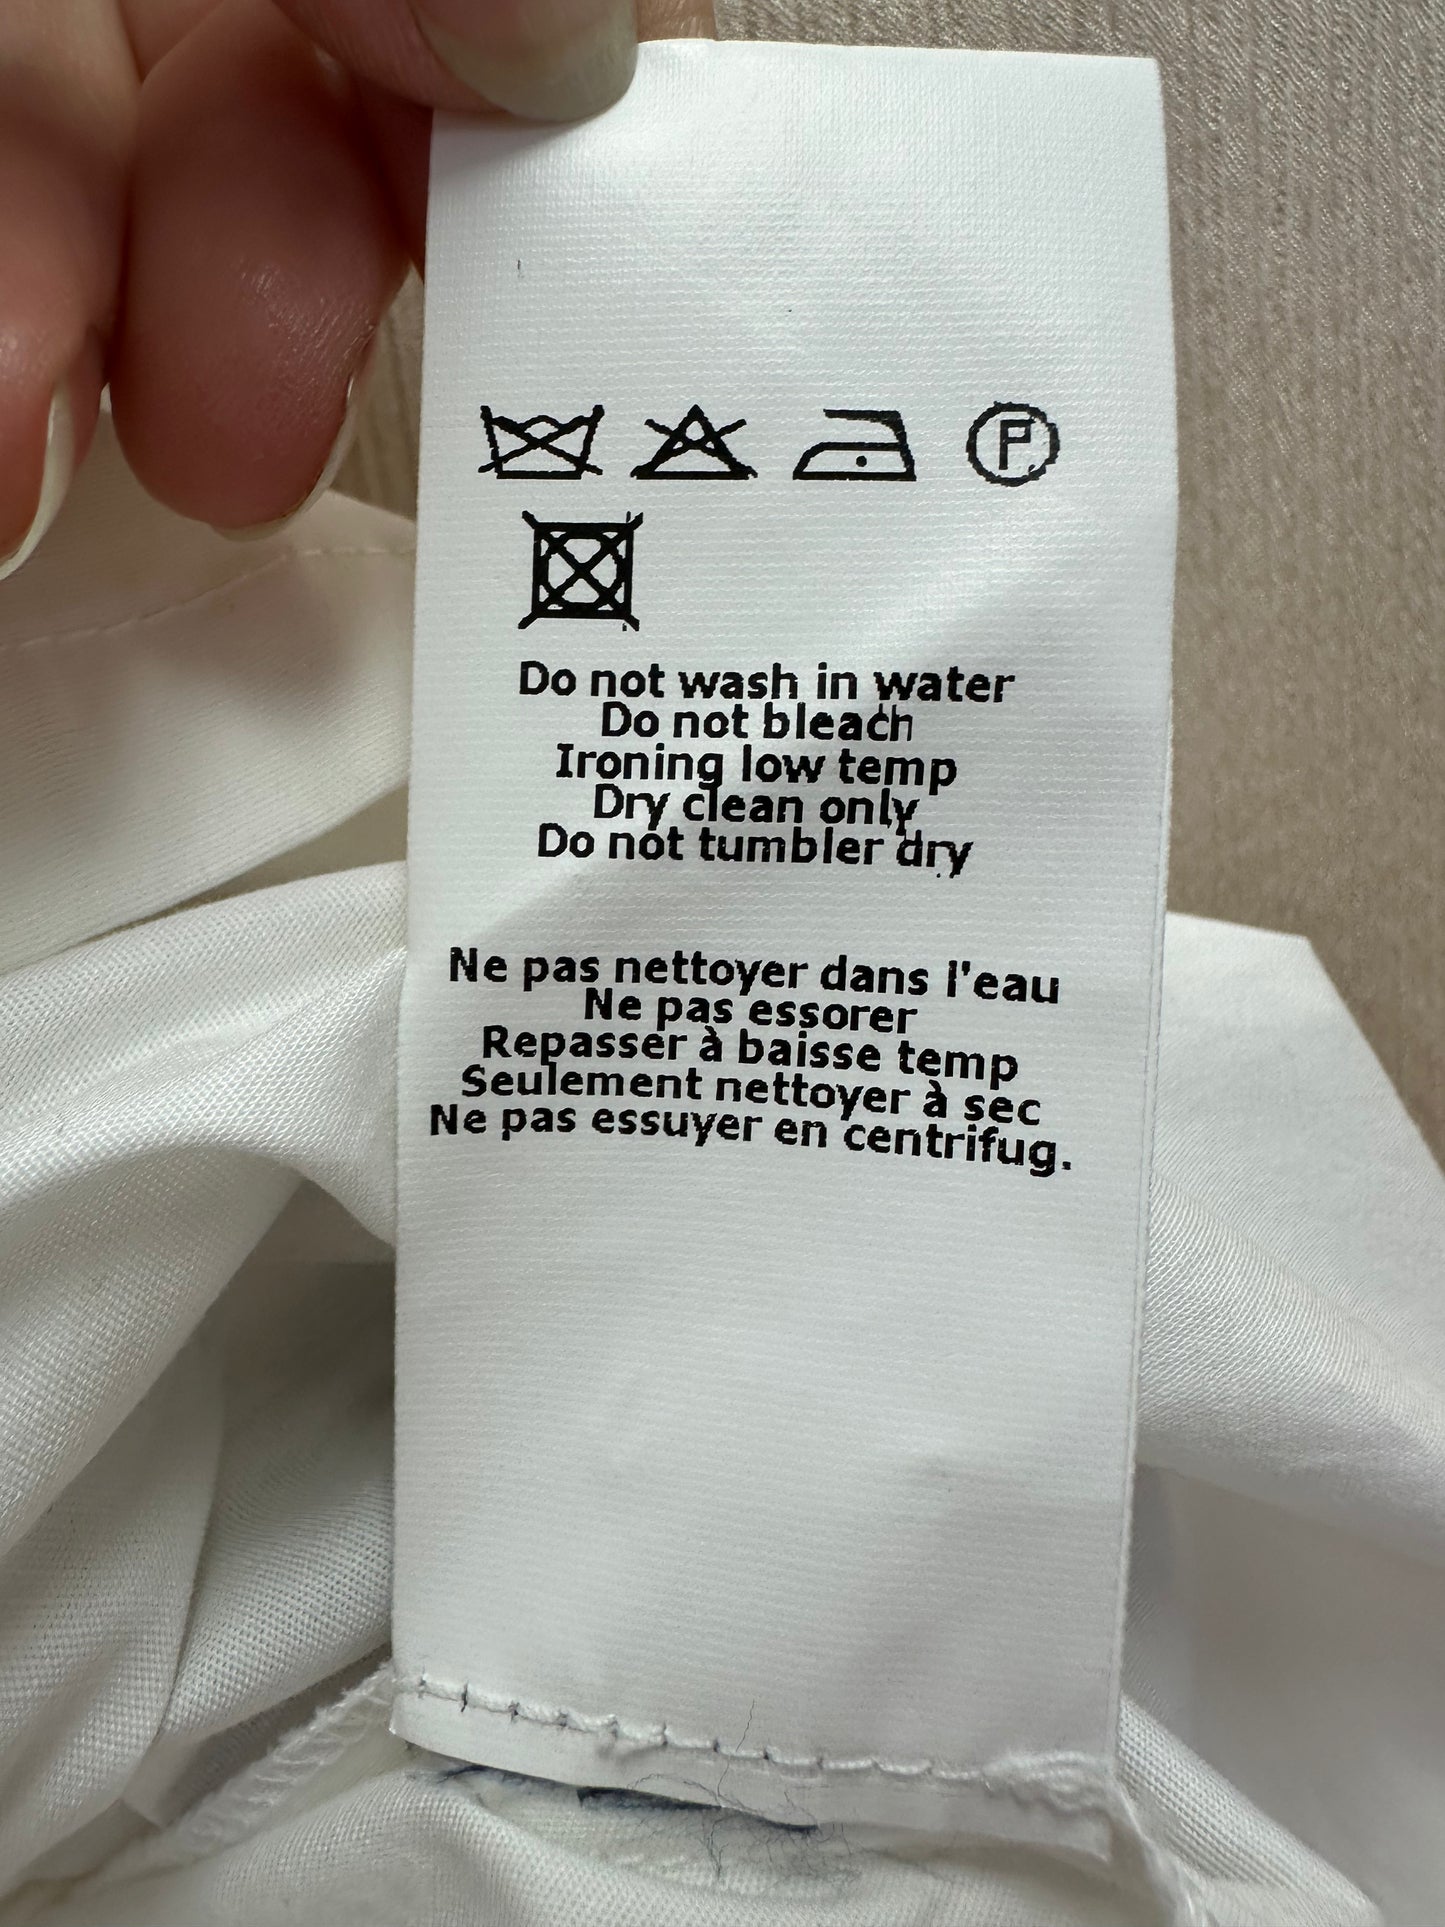 P
Do not wash in water
Do not bleach
Ironing low temp
Dry clean only
Do not tumbler dry
Ne pas nettoyer dans l'eau
Ne pas essorer
Repasser à baisse temp
Seulement nettoyer à sec
Ne pas essuyer en centrifug.